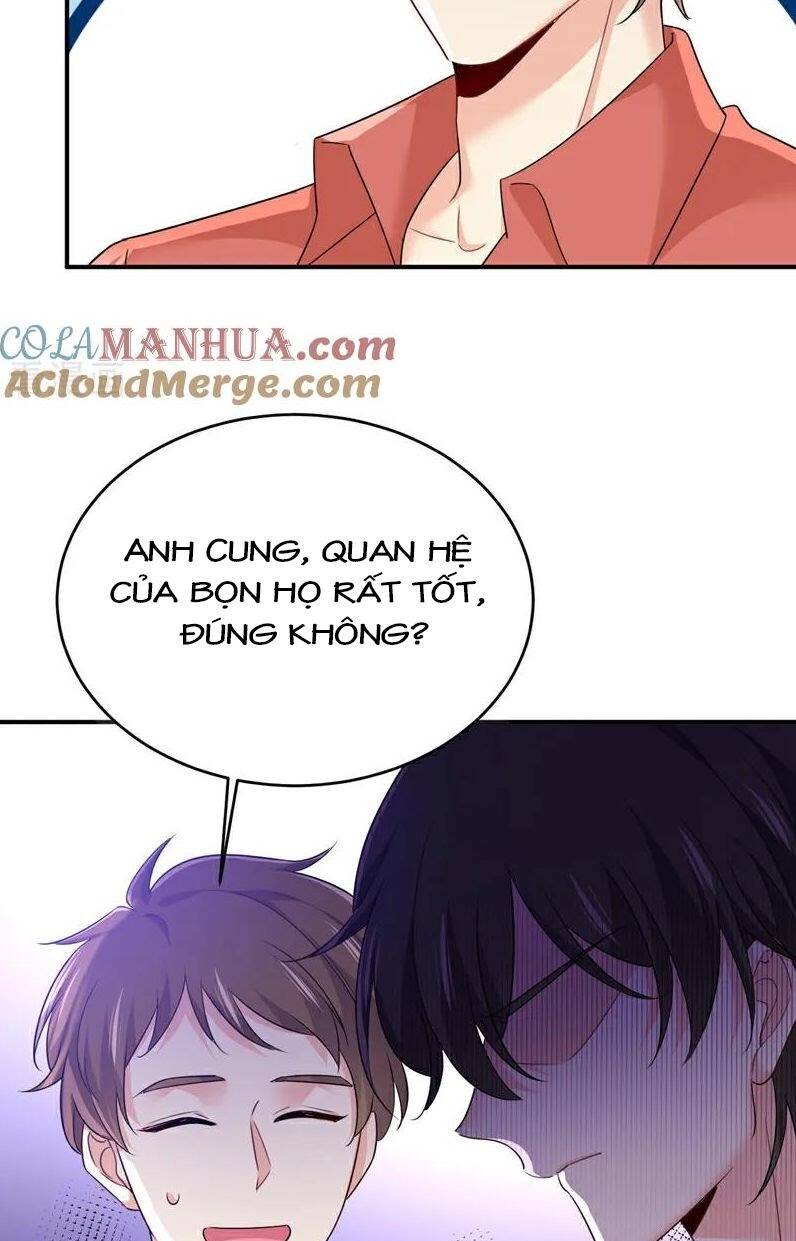 COLAMANHUA.com
AcloudMerge.com
ANH CUNG, QUAN HỆ
CỦA BỌN HỌ RẤT TỐT,
ĐÚNG KHÔNG?